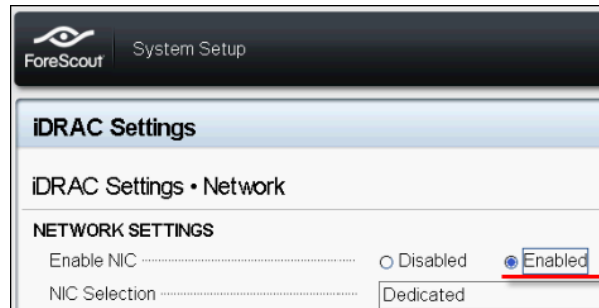 ForeScout
System Setup
iDRAC Settings
iDRAC Settings • Network
NETWORK SETTINGS
Enable NIC Disabled Enabled
NIC Selection Dedicated